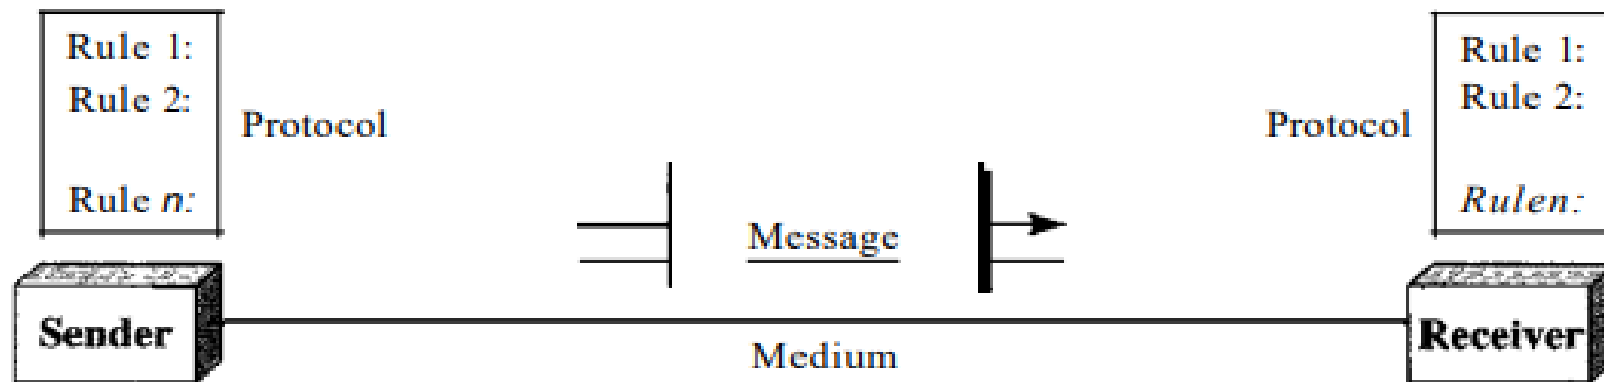 Rule 1:
Rule 2:
Rule n:
Protocol
Protocol
Rule 1:
Rule 2:
Rulen:
Message
Sender
Medium
Receiver